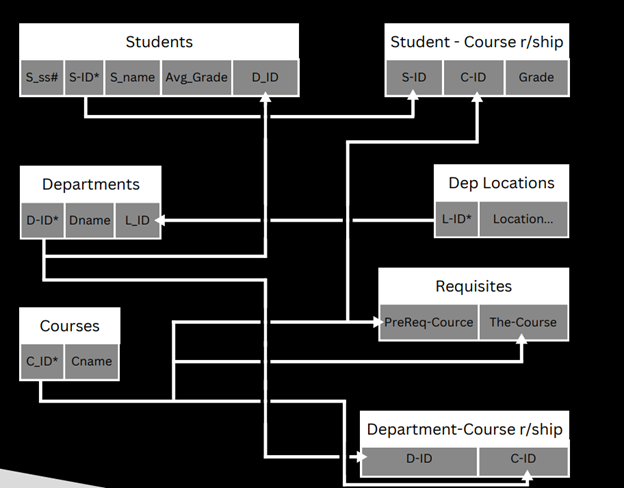 Students
S_ss# S-ID* S_name Avg_Grade D_ID
Student - Course r/ship
S-ID C-ID Grade
Departments
D-ID* Dname L_ID
Dep Locations
L-ID* Location...
Requisites
PreReq-Cource The-Course
Courses
C_ID* Cname
Department-Course r/ship
D-ID C-ID